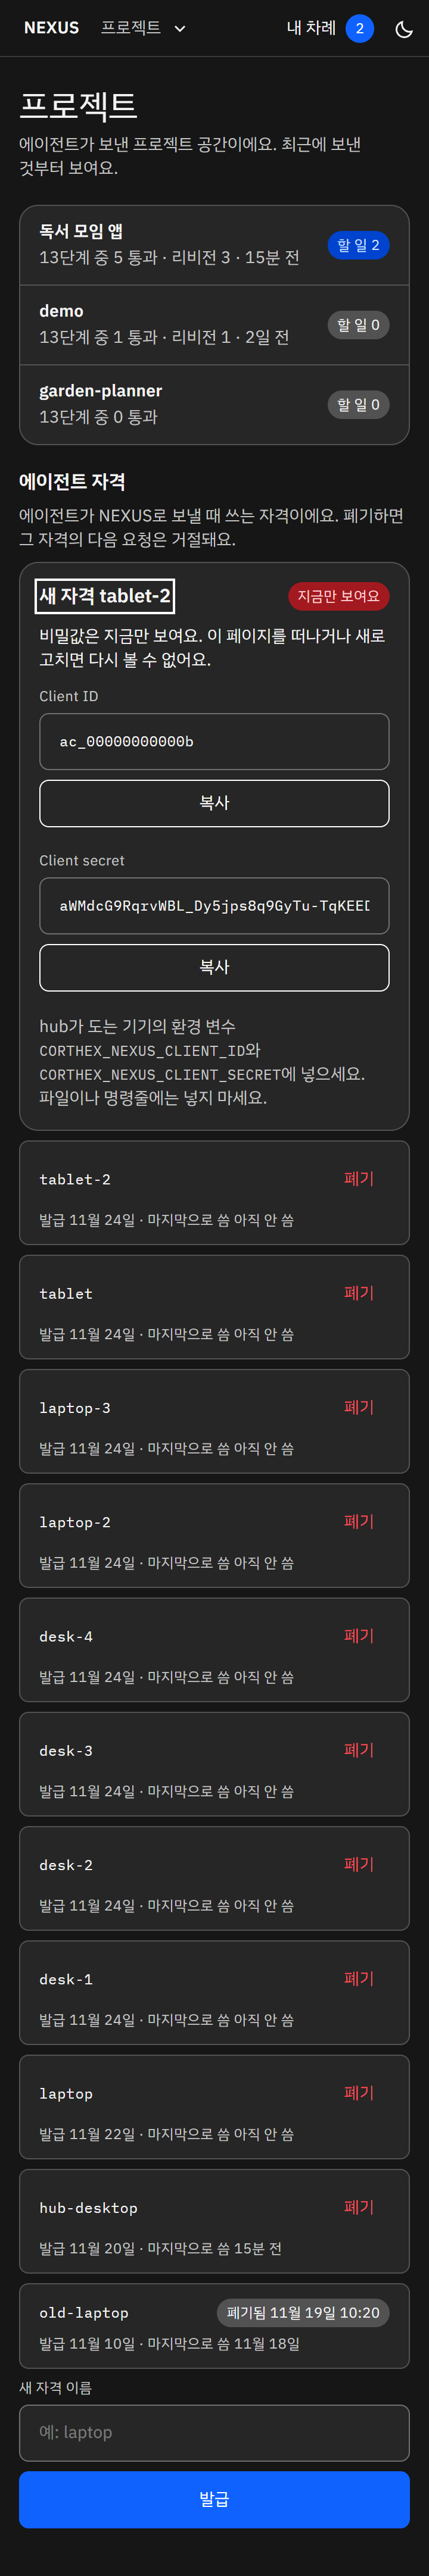 NEXUS 프로젝트 내 차례 2
프로젝트
에이전트가 보낸 프로젝트 공간이에요. 최근에 보낸
것부터 보여요.
독서 모임 앱
13단계 중 5 통과 · 리비전 3 · 15분 전
할 일 2
demo
13단계 중 1 통과 · 리비전 1 · 2일 전
할 일 0
garden-planner
13단계 중 0 통과
할 일 0
에이전트 자격
에이전트가 NEXUS로 보낼 때 쓰는 자격이에요. 폐기하면
그 자격의 다음 요청은 거절돼요.
새 자격 tablet-2
지금만 보여요
비밀값은 지금만 보여요. 이 페이지를 떠나거나 새로
고치면 다시 볼 수 없어요.
Client ID
ac_00000000000b
복사
Client secret
aWMdcG9RqrvWBL_Dy5jps8q9GyTu-TqKEE
복사
hub가 도는 기기의 환경 변수
CORTHEX_NEXUS_CLIENT_ID와
CORTHEX_NEXUS_CLIENT_SECRET에 넣으세요.
파일이나 명령줄에는 넣지 마세요.
tablet-2 폐기
발급 11월 24일 · 마지막으로 씀 아직 안 씀
tablet 폐기
발급 11월 24일 · 마지막으로 씀 아직 안 씀
laptop-3 폐기
발급 11월 24일 · 마지막으로 씀 아직 안 씀
laptop-2 폐기
발급 11월 24일 · 마지막으로 씀 아직 안 씀
desk-4 폐기
발급 11월 24일 · 마지막으로 씀 아직 안 씀
desk-3 폐기
발급 11월 24일 · 마지막으로 씀 아직 안 씀
desk-2 폐기
발급 11월 24일 · 마지막으로 씀 아직 안 씀
desk-1 폐기
발급 11월 24일 · 마지막으로 씀 아직 안 씀
laptop 폐기
발급 11월 22일 · 마지막으로 씀 아직 안 씀
hub-desktop 폐기
발급 11월 20일 · 마지막으로 씀 15분 전
old-laptop 폐기됨 11월 19일 10:20
발급 11월 10일 · 마지막으로 씀 11월 18일
새 자격 이름
예: laptop
발급